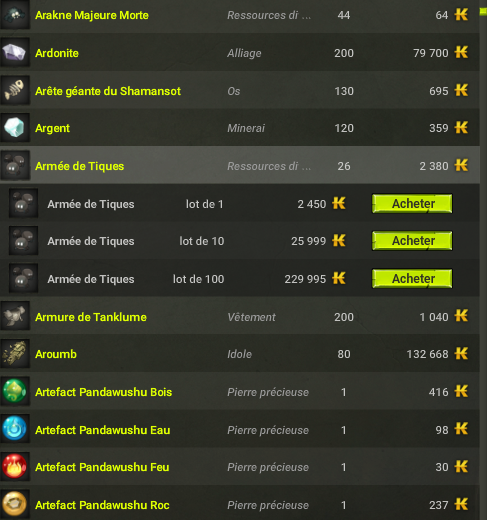 Arakne Majeure Morte Ressources di ... 44 64
Ardonite Alliage 200 79 700
Arête géante du Shamansot Os 130 695
Argent Minerai 120 359
Armée de Tiques Ressources di ... 26 2 380
Armée de Tiques lot de 1 2 450 Acheter
Armée de Tiques lot de 10 25 999 Acheter
Armée de Tiques lot de 100 229 995 Acheter
Armure de Tanklume Vêtement 200 1 040
Aroumb Idole 80 132 668
Artefact Pandawushu Bois Pierre précieuse 1 416
Artefact Pandawushu Eau Pierre précieuse 1 98
Artefact Pandawushu Feu Pierre précieuse 1 30
Artefact Pandawushu Roc Pierre précieuse 1 237